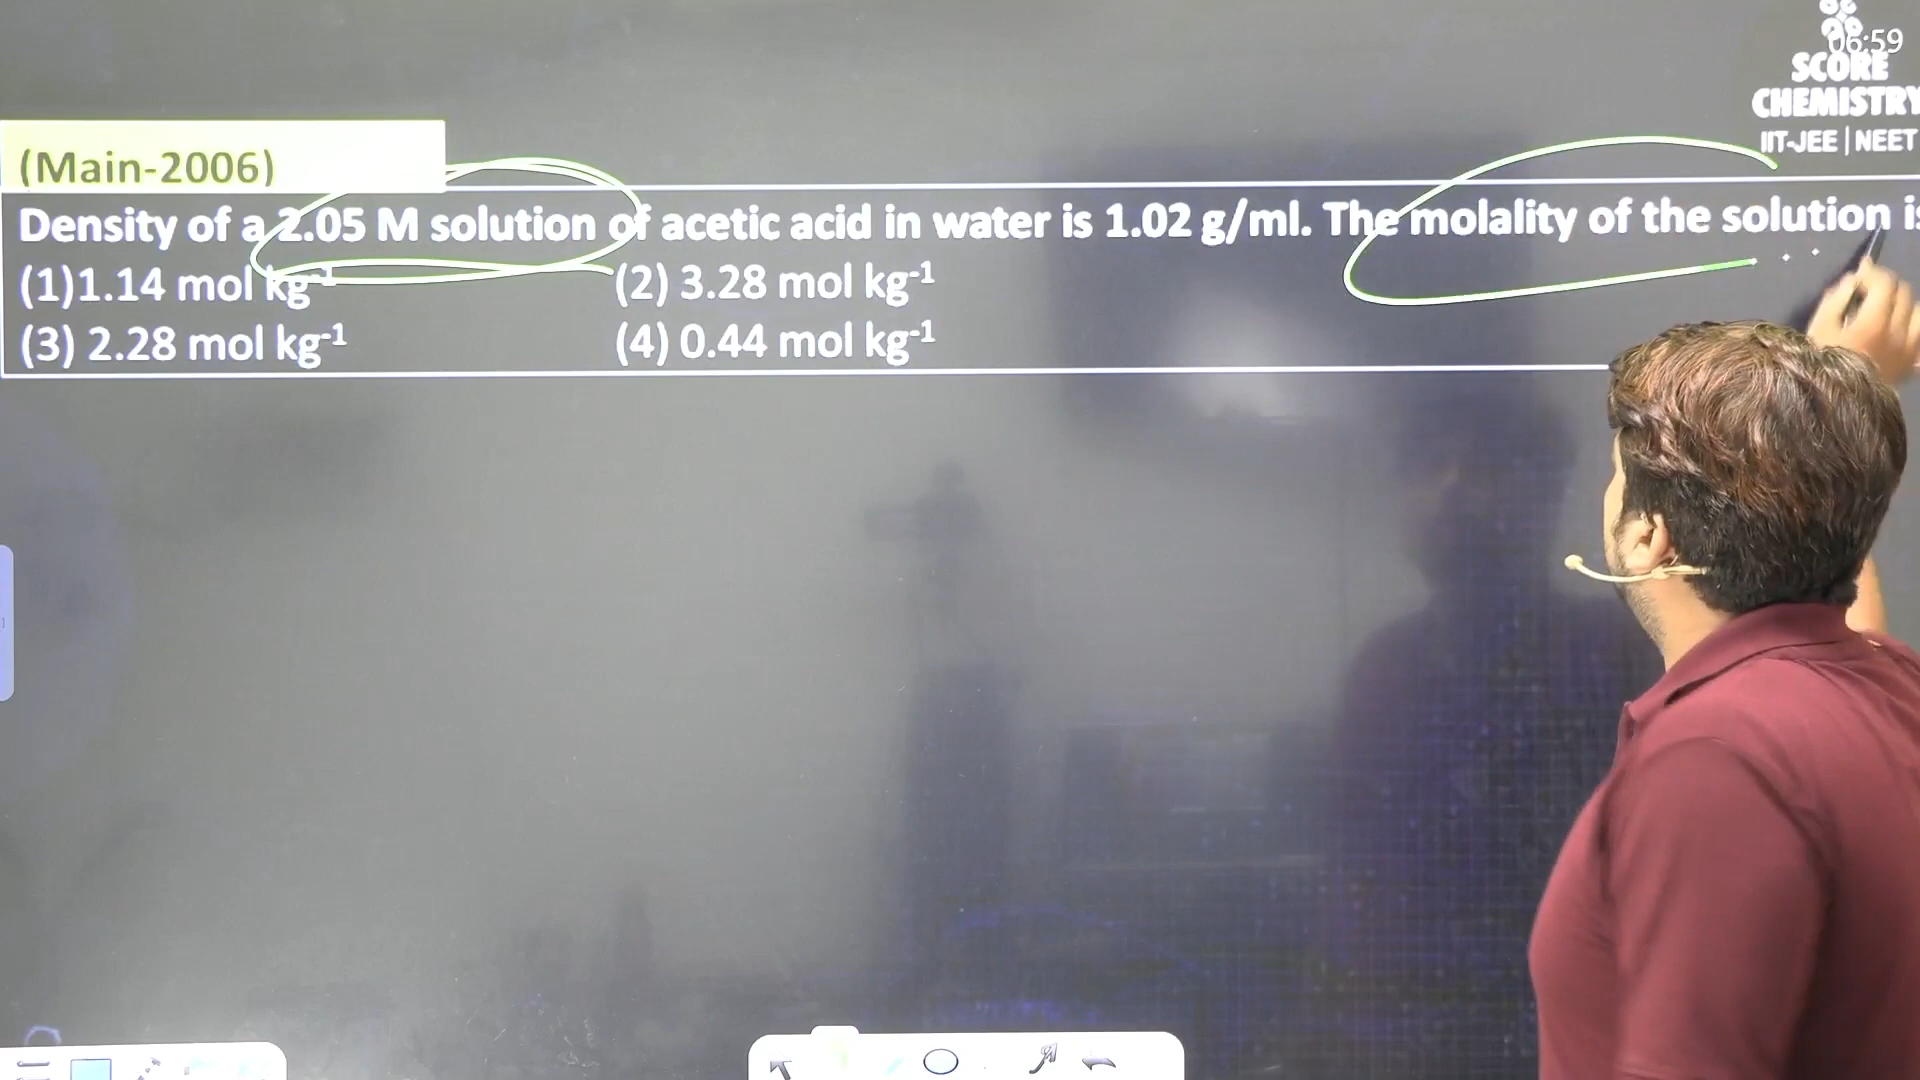 06:59
SCORE
CHEMISTRY
IIT-JEE | NEET
(Main-2006)
Density of a 2.05 M solution of acetic acid in water is 1.02 g/ml. The molality of the solution is
(1)1.14 mol kg⁻¹ (2) 3.28 mol kg⁻¹
(3) 2.28 mol kg⁻¹ (4) 0.44 mol kg⁻¹